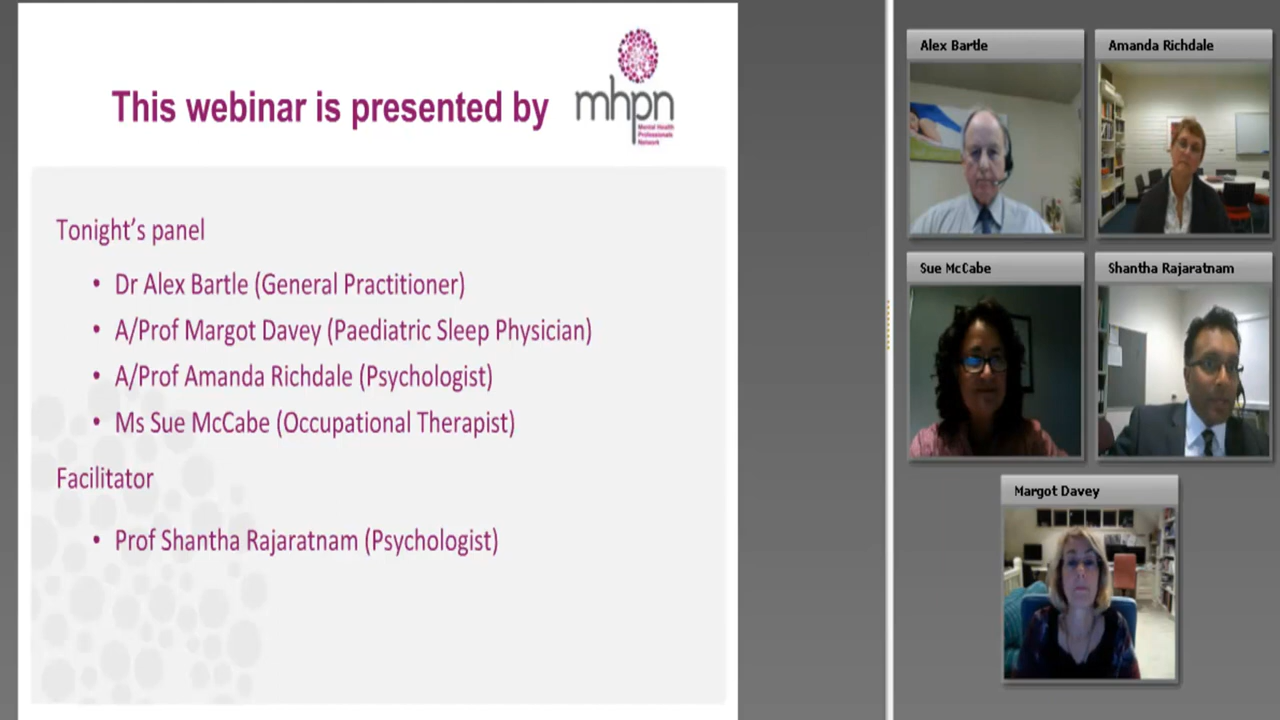 This webinar is presented by
mhpn
Mental Health
Professionals
Network
Tonight's panel
• Dr Alex Bartle (General Practitioner)
• A/Prof Margot Davey (Paediatric Sleep Physician)
• A/Prof Amanda Richdale (Psychologist)
• Ms Sue McCabe (Occupational Therapist)
Facilitator
• Prof Shantha Rajaratnam (Psychologist)
Alex Bartle
Amanda Richdale
Sue McCabe
Shantha Rajaratnam
Margot Davey